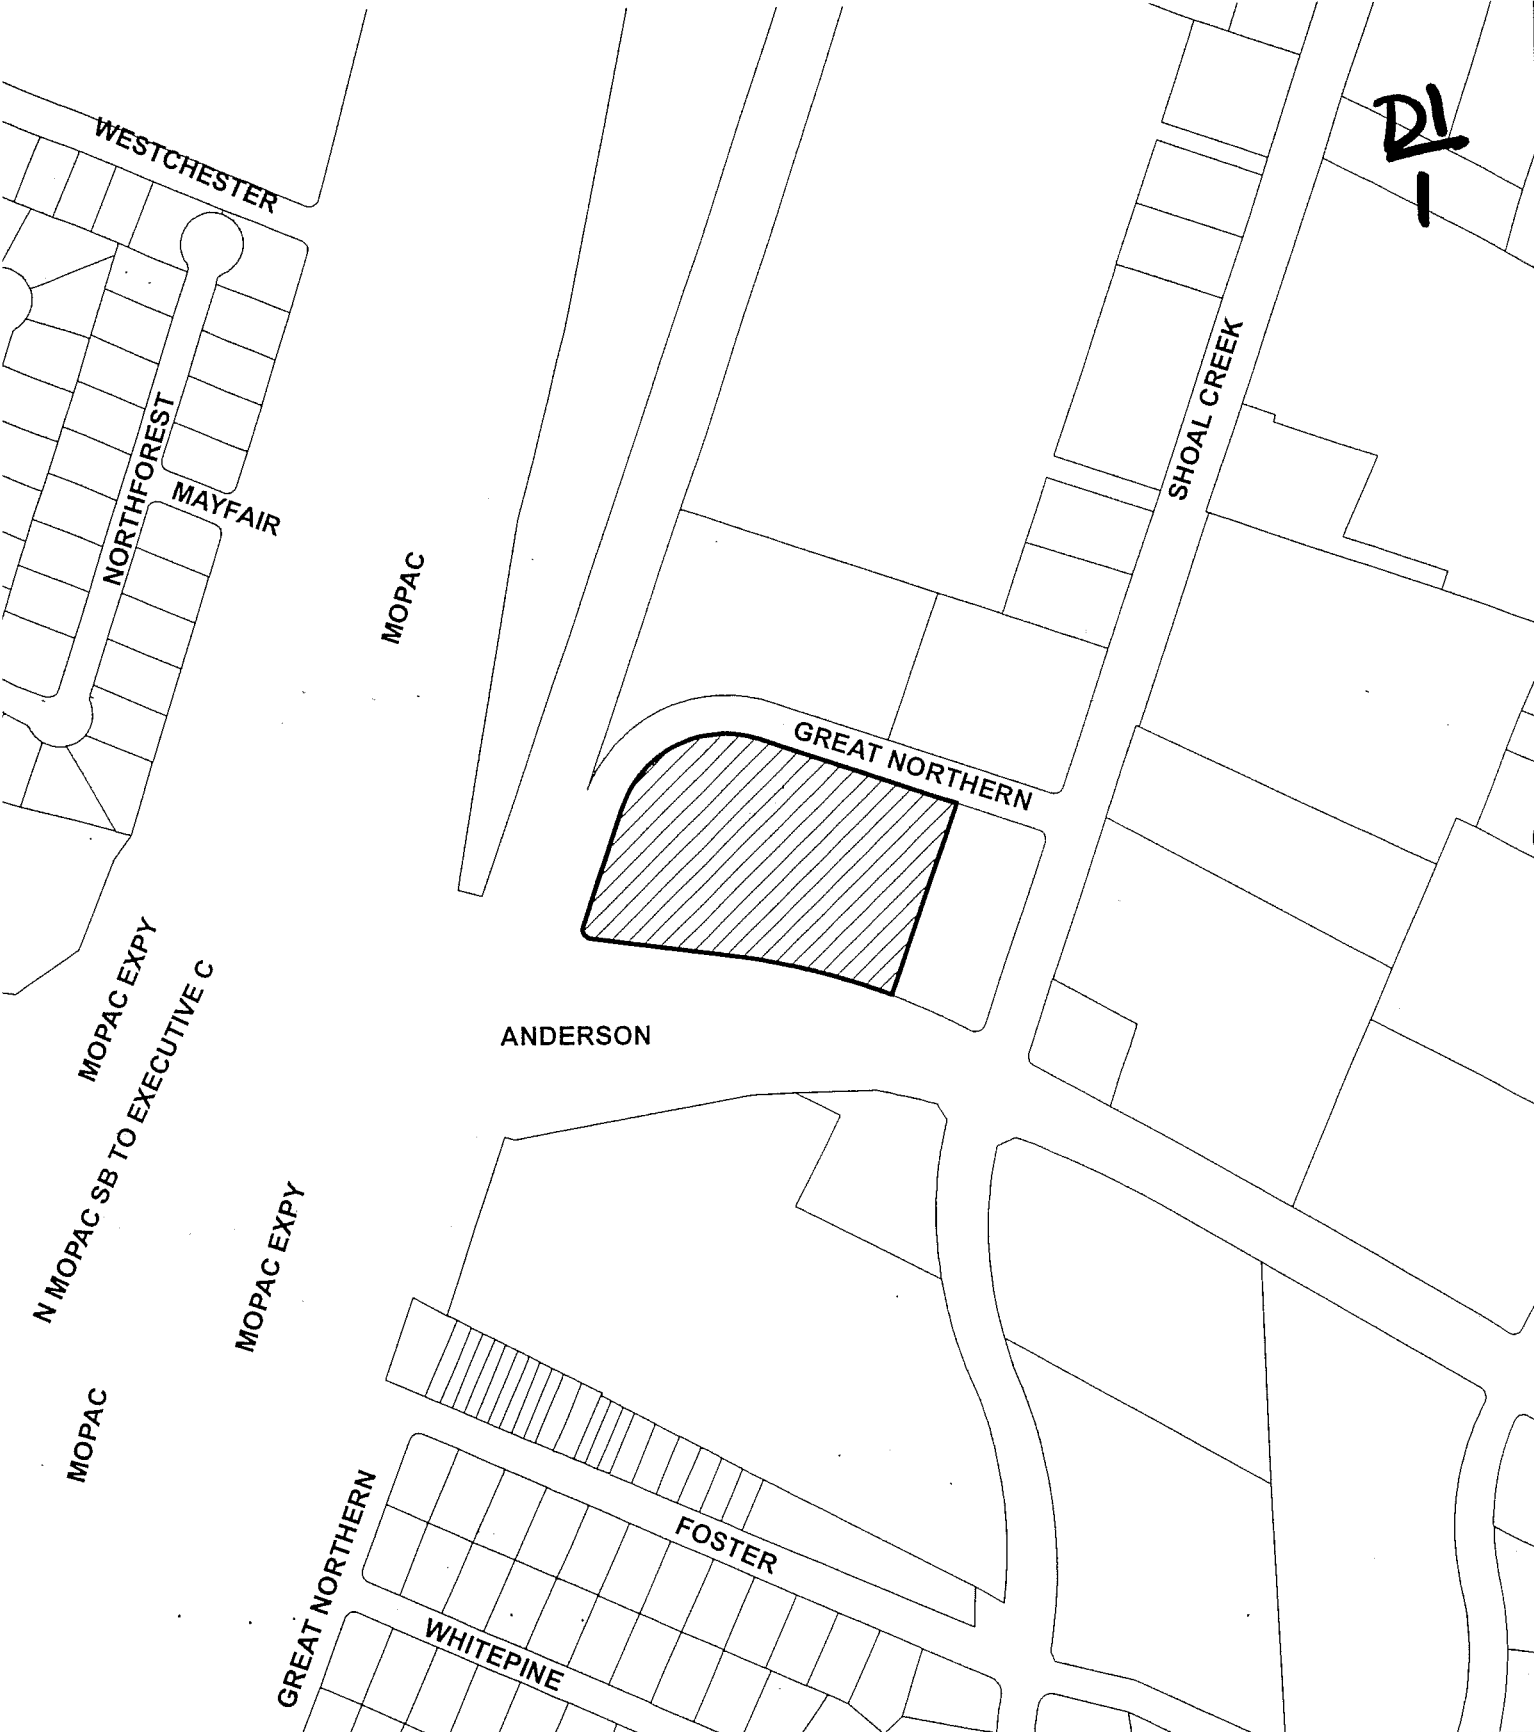 D1
1
WESTCHESTER
SHOAL CREEK
NORTHFOREST
MAYFAIR
MOPAC
GREAT NORTHERN
MOPAC EXPY
N MOPAC SB TO EXECUTIVE C
ANDERSON
MOPAC EXPY
MOPAC
GREAT NORTHERN
FOSTER
WHITEPINE